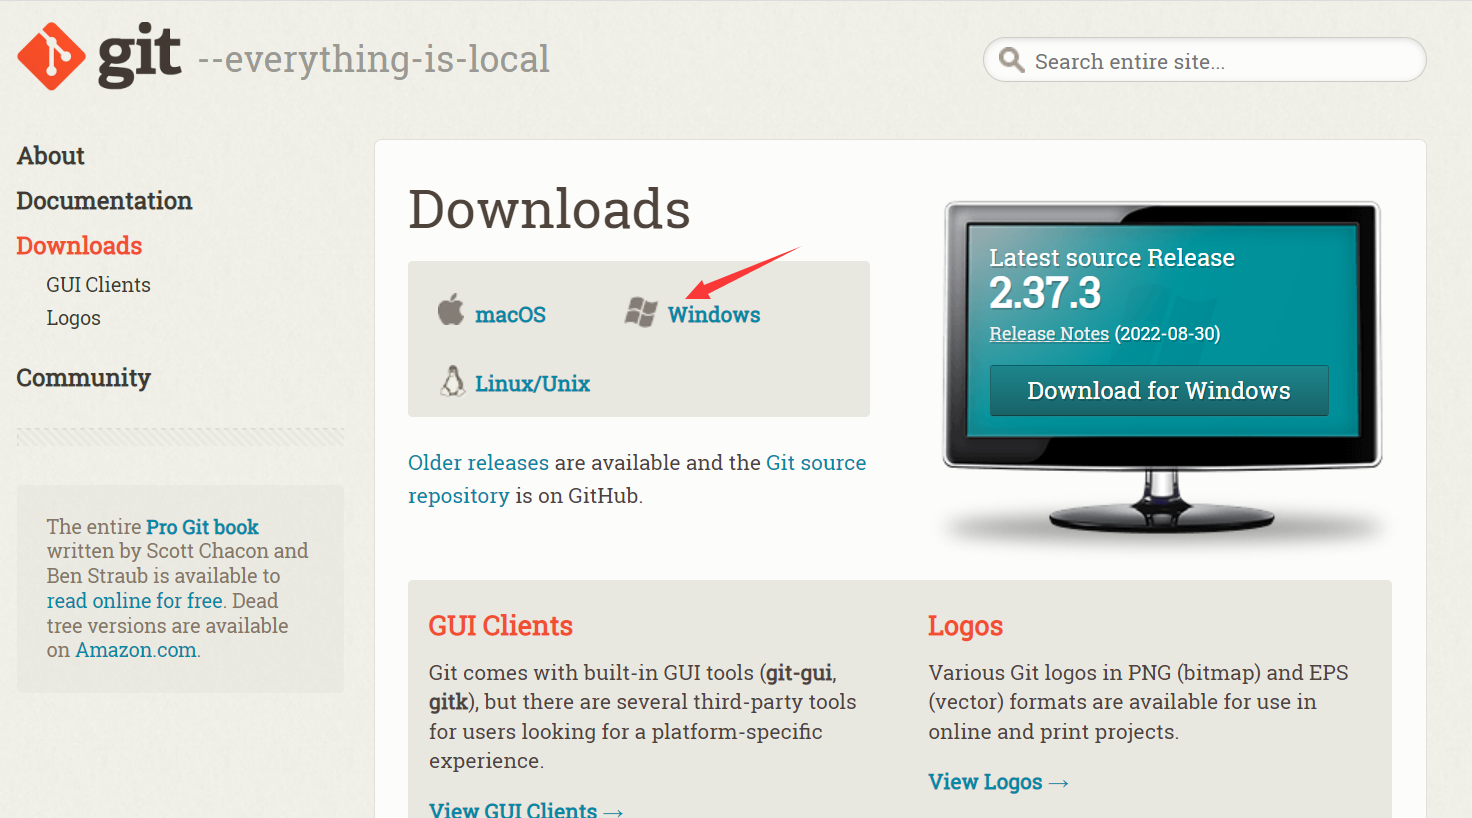 git --everything-is-local
Search entire site...
About
Documentation
Downloads
GUI Clients
Logos
Community
The entire Pro Git book
written by Scott Chacon and
Ben Straub is available to
read online for free. Dead
tree versions are available
on Amazon.com.
Downloads
macOS
Windows
Linux/Unix
Older releases are available and the Git source
repository is on GitHub.
Latest source Release
2.37.3
Release Notes (2022-08-30)
Download for Windows
GUI Clients
Git comes with built-in GUI tools (git-gui,
gitk), but there are several third-party tools
for users looking for a platform-specific
experience.
View GUI Clients →
Logos
Various Git logos in PNG (bitmap) and EPS
(vector) formats are available for use in
online and print projects.
View Logos →